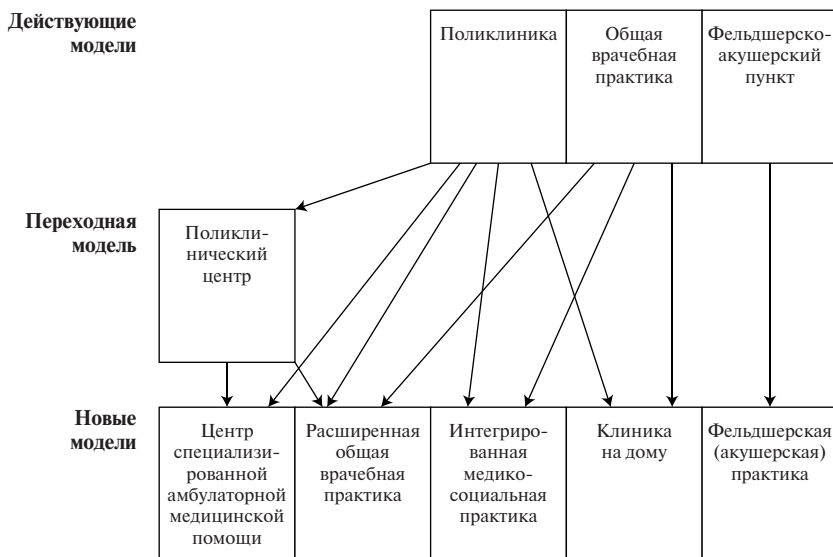 Действующие
модели
Поликлиника
Общая
врачебная
практика
Фельдшерско-
акушерский
пункт
Переходная
модель
Поликли-
нический
центр
Новые
модели
Центр
специализи-
рованной
амбулаторной
медицинской
помощи
Расширенная
общая
врачебная
практика
Интегриро-
ванная
медико-
социальная
практика
Клиника
на дому
Фельдшерская
(акушерская)
практика